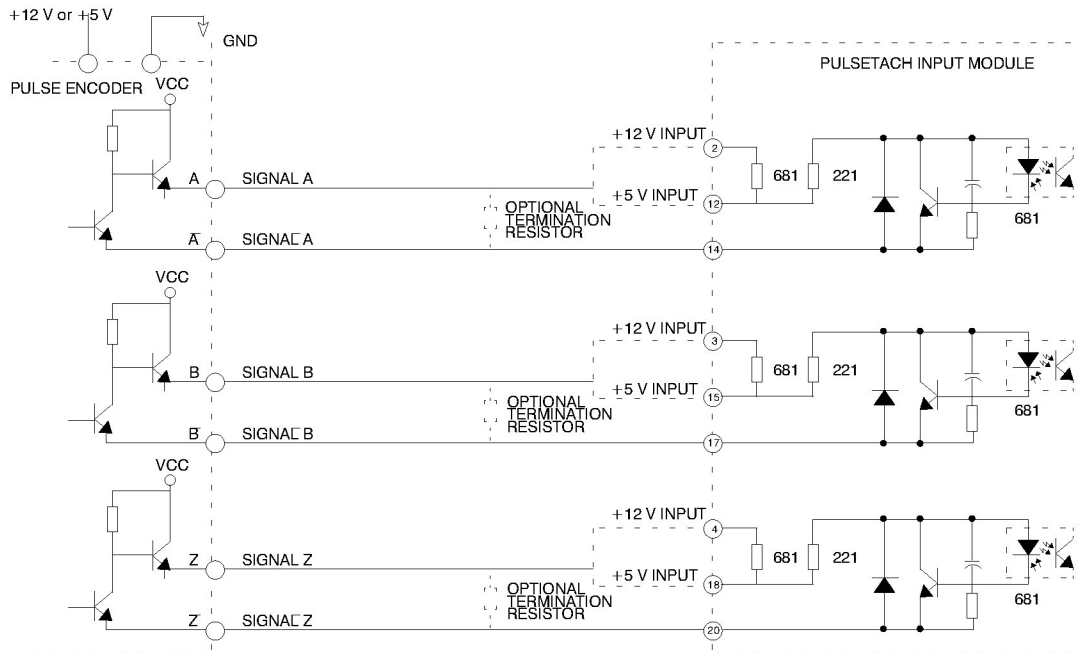 +12 V or +5 V
GND
PULSE ENCODER
PULSETACH INPUT MODULE
VCC
+12 V INPUT
2
681
221
A
SIGNAL A
+5 V INPUT
12
OPTIONAL
TERMINATION
RESISTOR
681
A̅
SIGNAL A̅
14
VCC
+12 V INPUT
3
681
221
B
SIGNAL B
+5 V INPUT
15
OPTIONAL
TERMINATION
RESISTOR
681
B̅
SIGNAL B̅
17
VCC
+12 V INPUT
4
681
221
Z
SIGNAL Z
+5 V INPUT
18
OPTIONAL
TERMINATION
RESISTOR
681
Z̅
SIGNAL Z̅
20